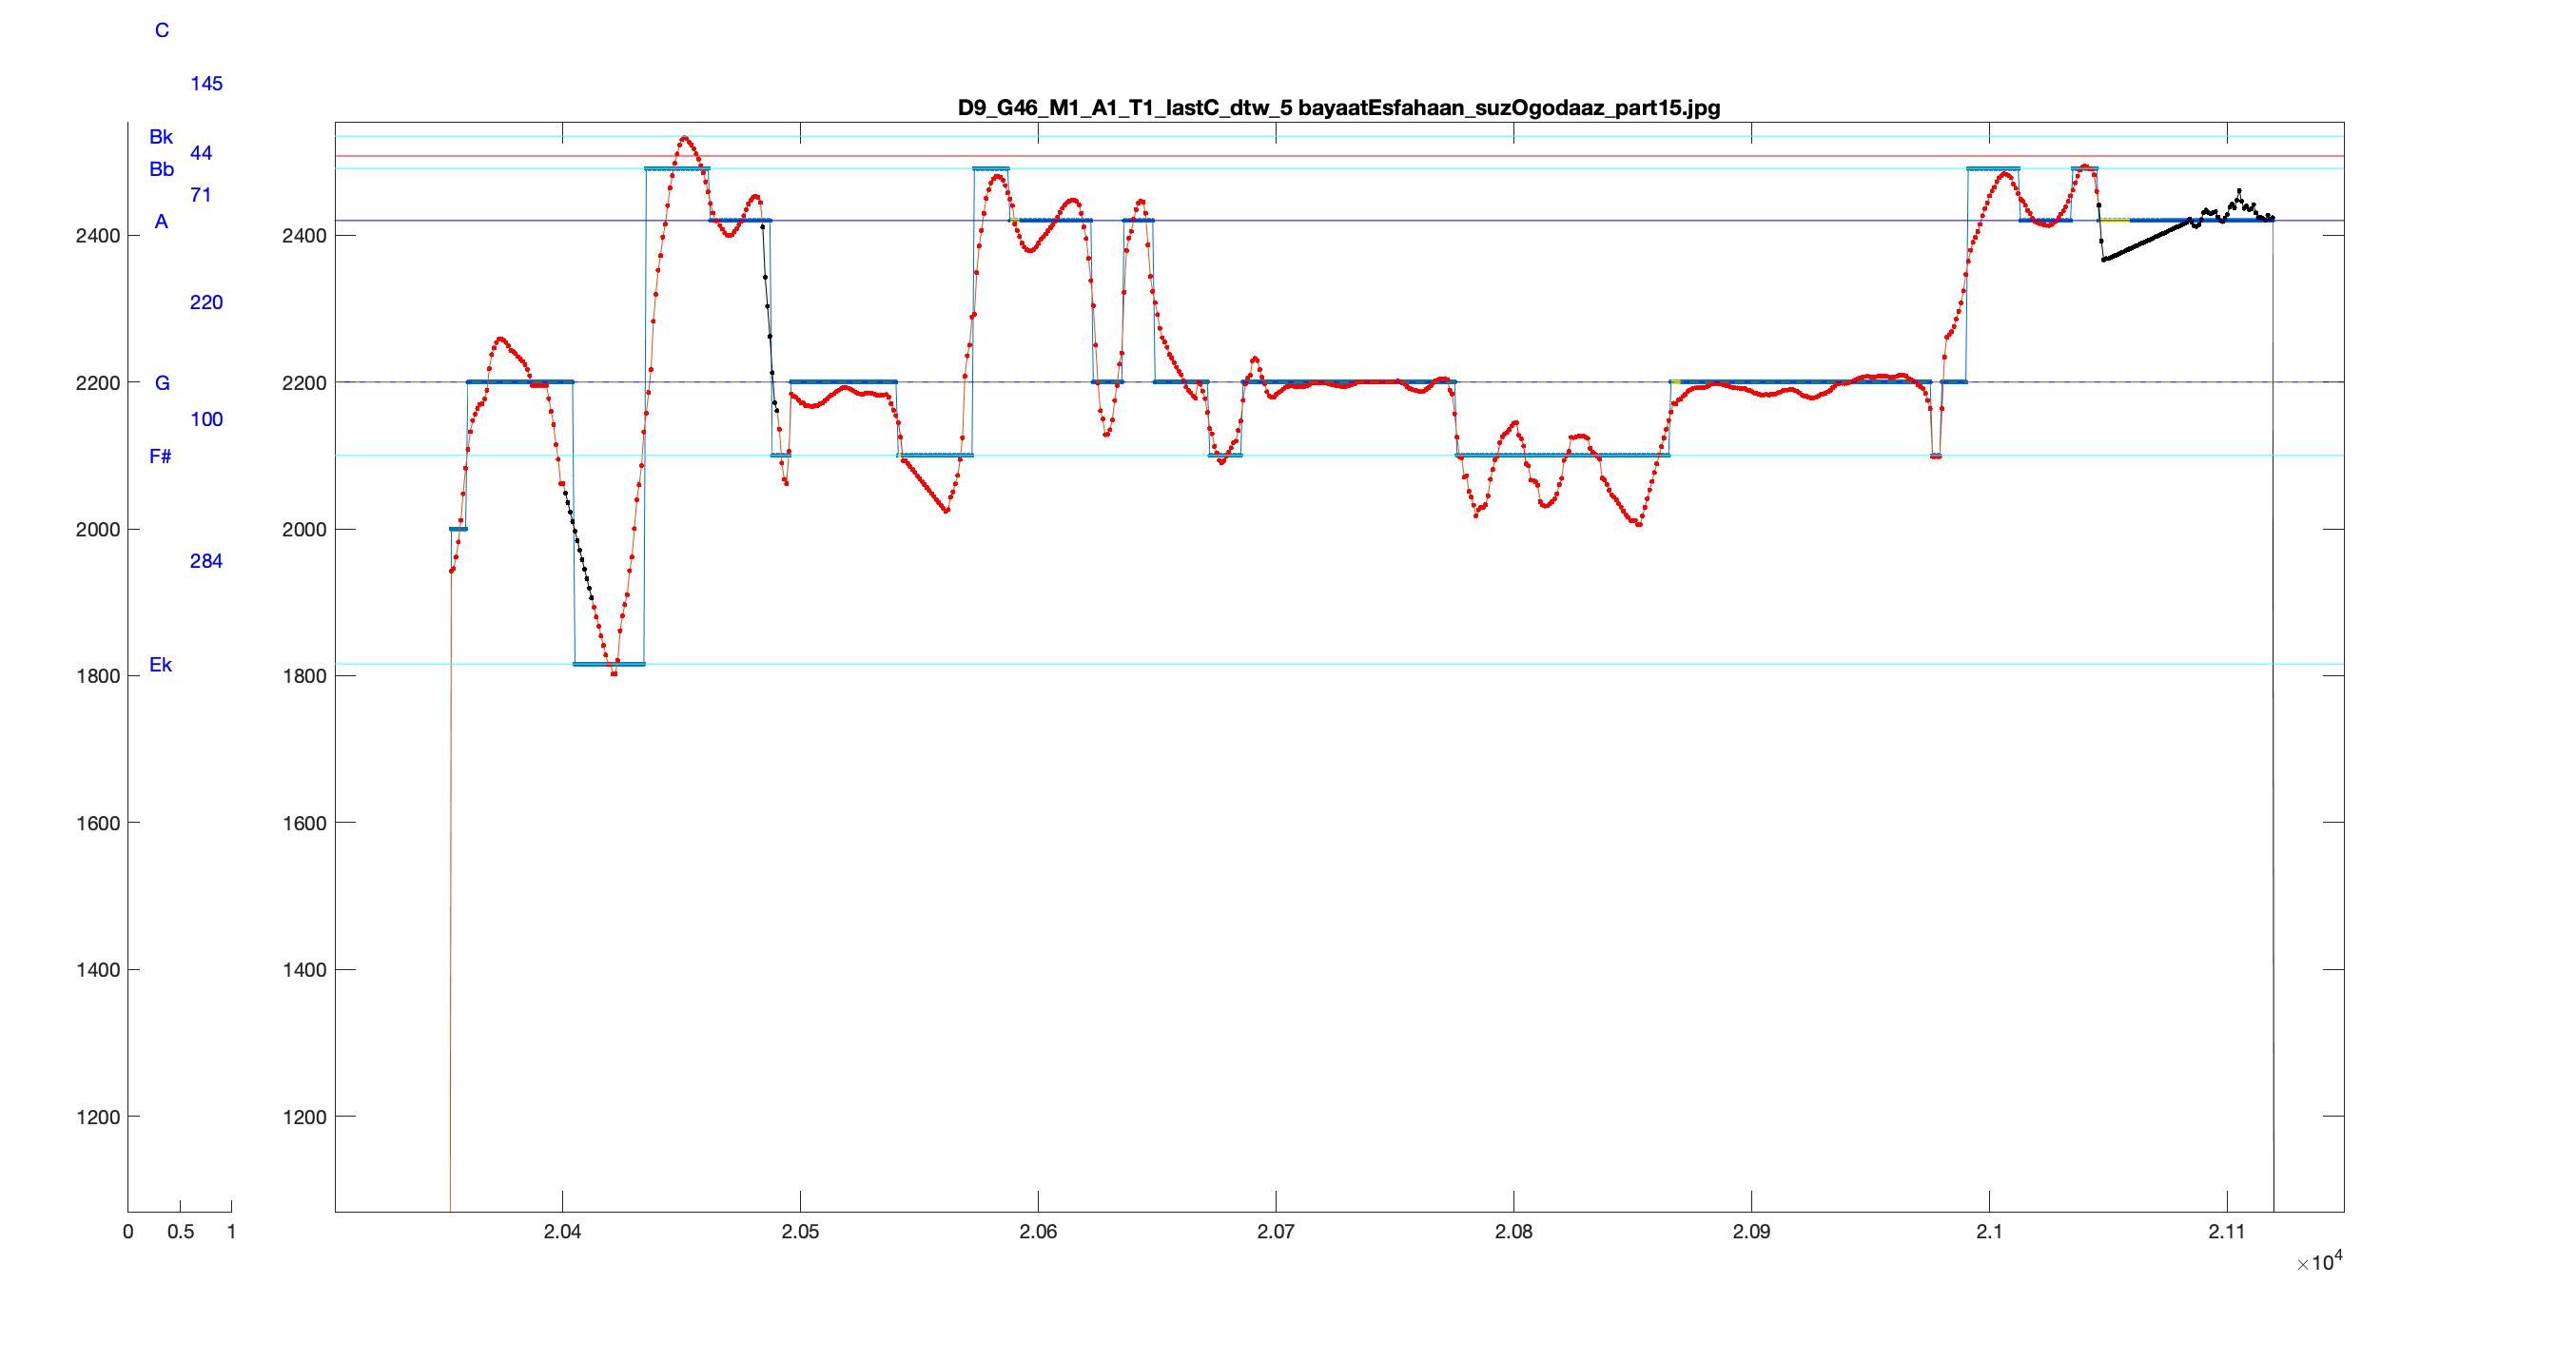 C
145
D9_G46_M1_A1_T1_lastC_dtw_5 bayaatEsfahaan_suzOgodaaz_part15.jpg
Bk
44
Bb
71
A
2400 2400
220
2200 G 2200
100
F#
2000 2000
284
Ek
1800 1800
1600 1600
1400 1400
1200 1200
0 0.5 1 2.04 2.05 2.06 2.07 2.08 2.09 2.1 2.11
×10⁴